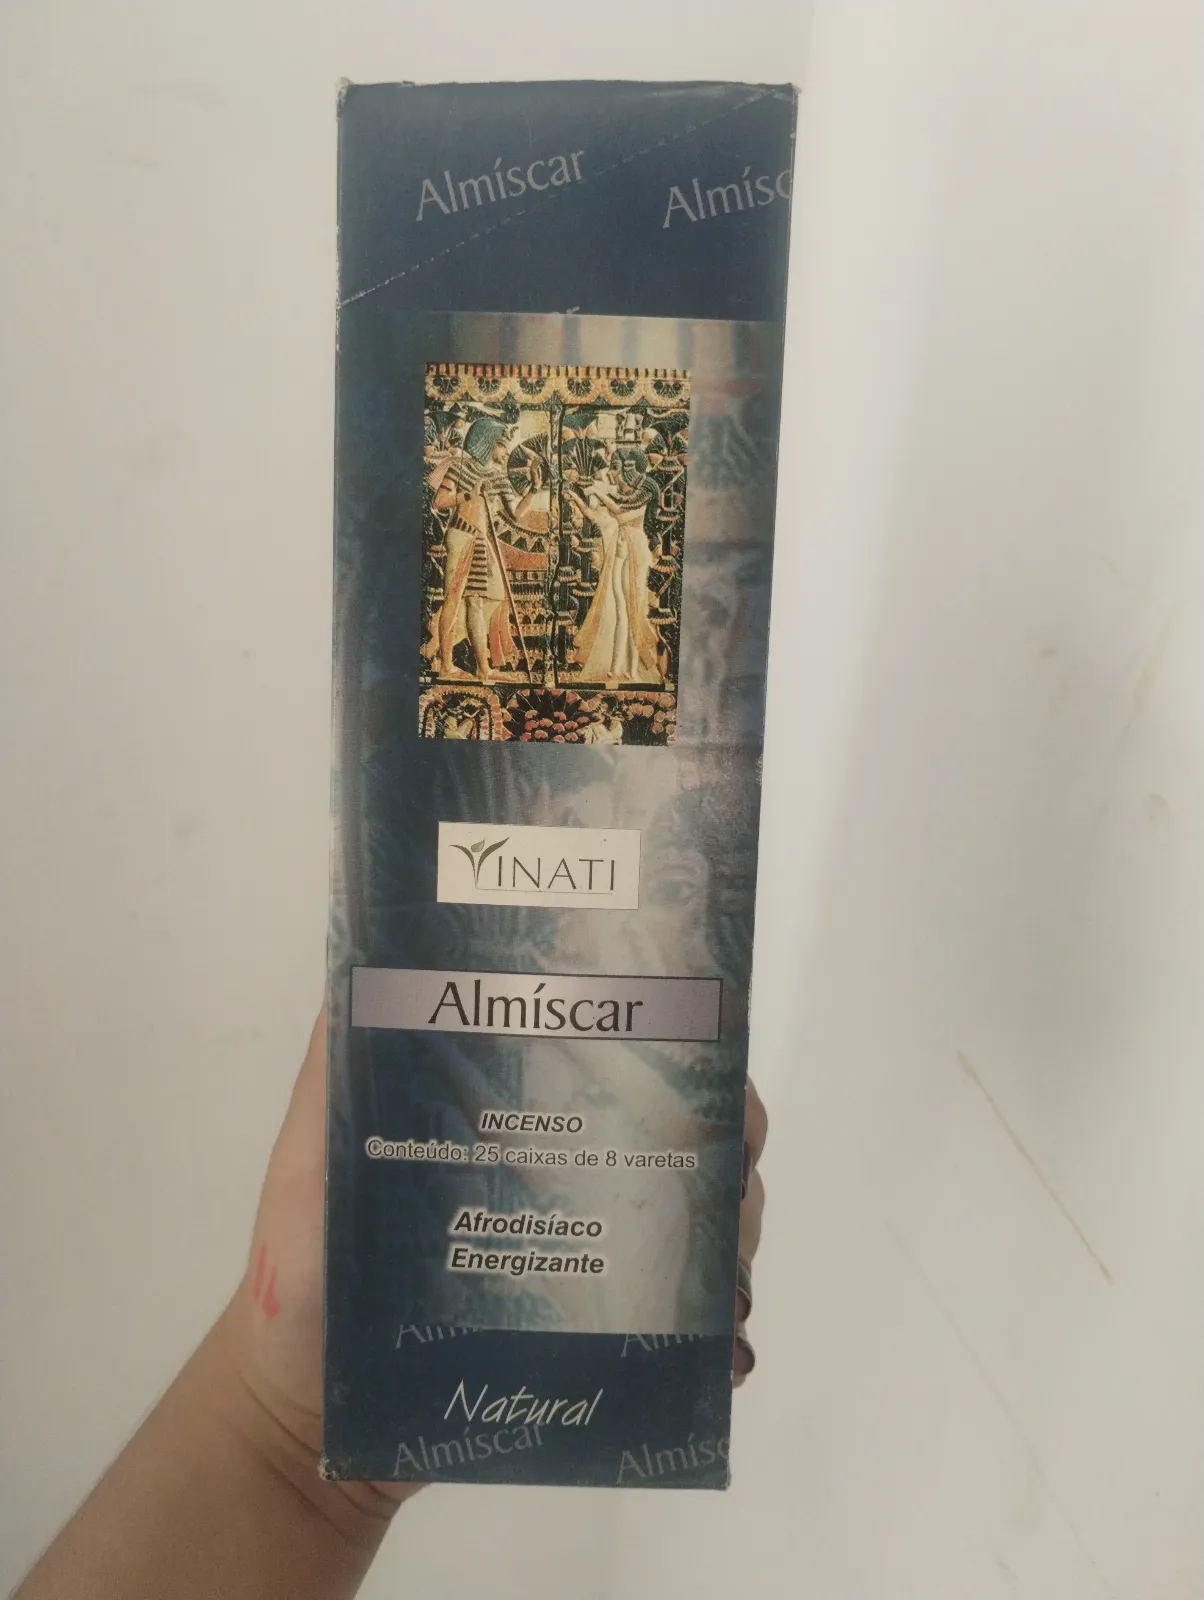 Almíscar
Almísc
VINATI
Almíscar
INCENSO
Conteúdo: 25 caixas de 8 varetas
Afrodisíaco
Energizante
Natural
Almíscar
Almísc